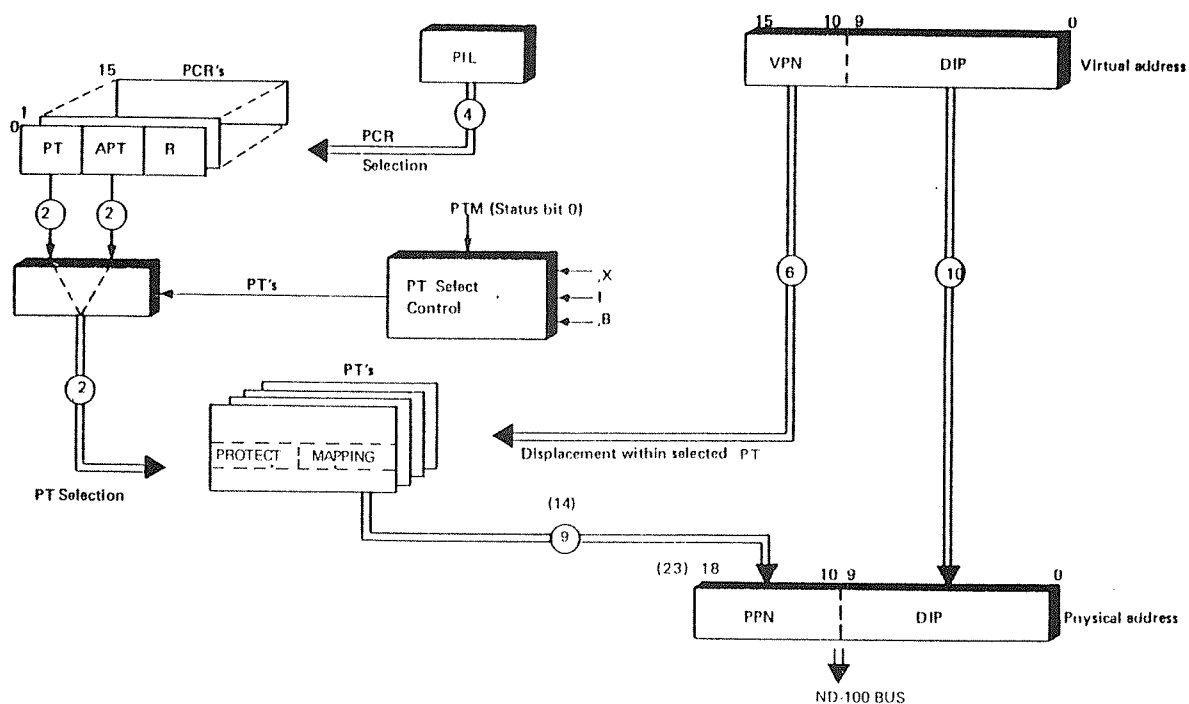 15 10 9 0
VPN DIP Virtual address
PIL
15 PCR's
1
0
PT APT R
4
PCR
Selection
2 2
PTM (Status bit 0)
PT's
PT Select
Control
,X
I
,B
6 10
2
PT's
PROTECT MAPPING
Displacement within selected PT
PT Selection
(14)
9
(23) 18 10 9 0
PPN DIP Physical address
ND-100 BUS